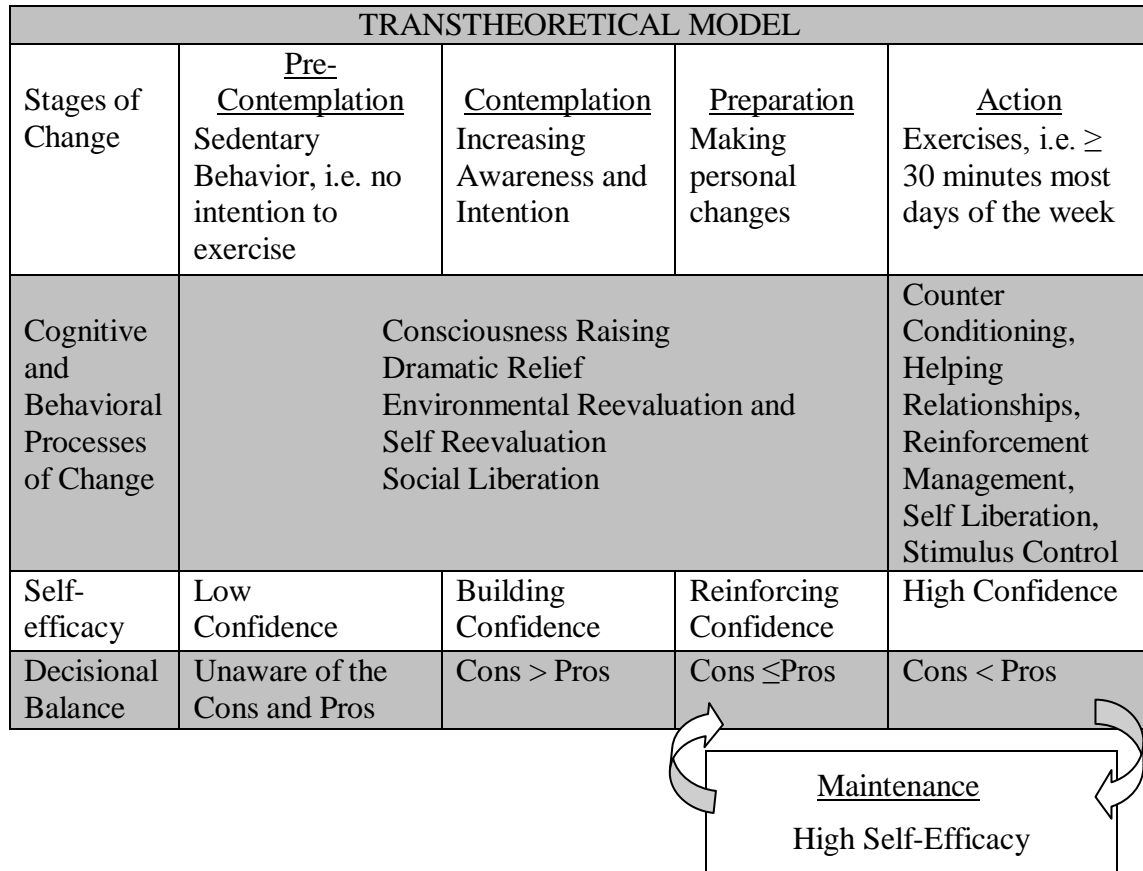 TRANSTHEORETICAL MODEL
Stages of
Change
Pre-
Contemplation
Sedentary
Behavior, i.e. no
intention to
exercise
Contemplation
Increasing
Awareness and
Intention
Preparation
Making
personal
changes
Action
Exercises, i.e. ≥
30 minutes most
days of the week
Cognitive
and
Behavioral
Processes
of Change
Consciousness Raising
Dramatic Relief
Environmental Reevaluation and
Self Reevaluation
Social Liberation
Counter
Conditioning,
Helping
Relationships,
Reinforcement
Management,
Self Liberation,
Stimulus Control
Self-
efficacy
Low
Confidence
Building
Confidence
Reinforcing
Confidence
High Confidence
Decisional
Balance
Unaware of the
Cons and Pros
Cons > Pros
Cons ≤Pros
Cons < Pros
Maintenance
High Self-Efficacy